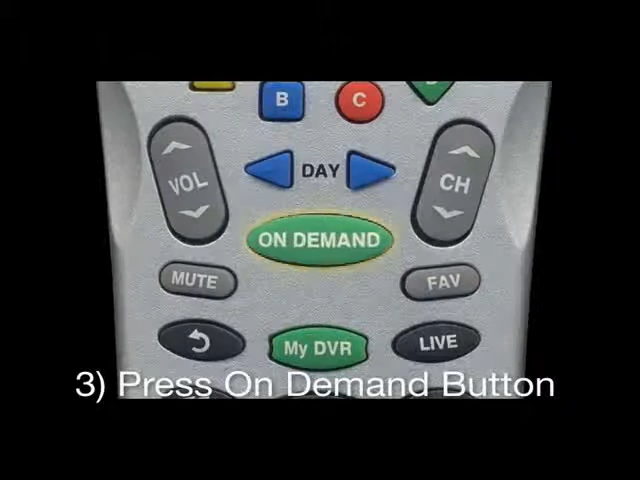 B
C
VOL
DAY
CH
ON DEMAND
MUTE
FAV
My DVR
LIVE
3) Press On Demand Button